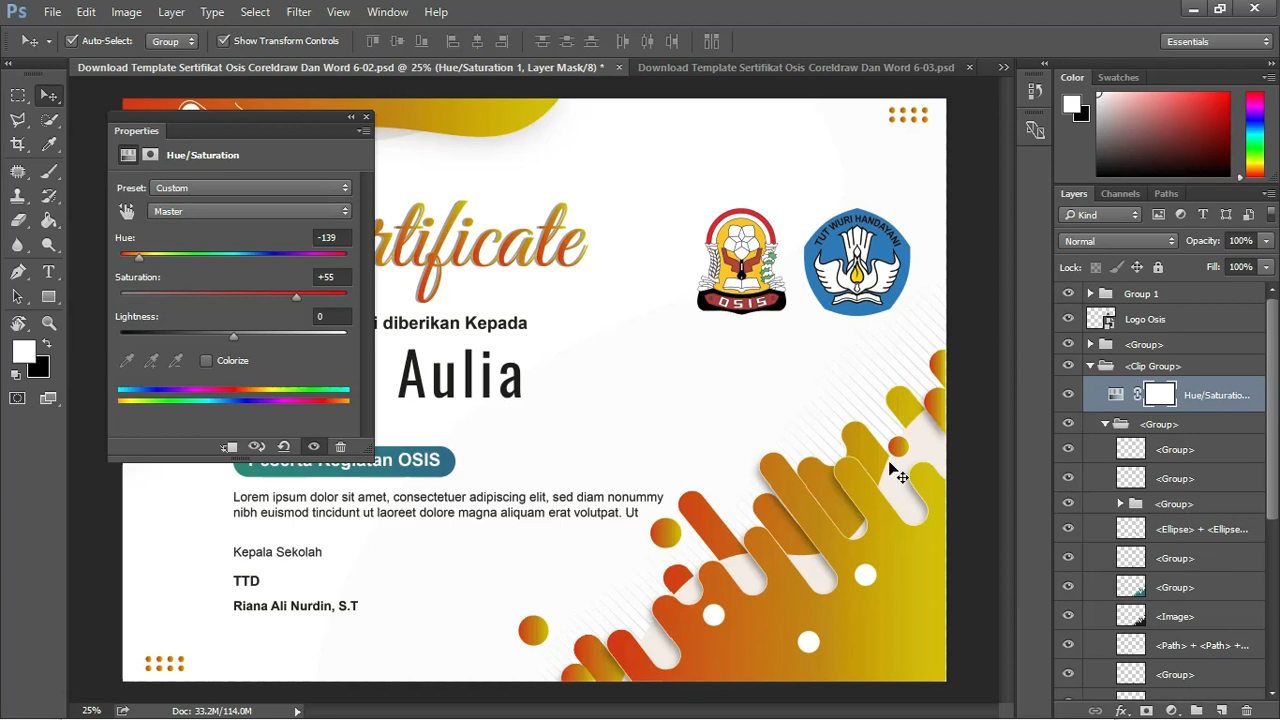 Ps File Edit Image Layer Type Select Filter View Window Help
Auto-Select: Group Show Transform Controls Essentials
Download Template Sertifikat Osis Coreldraw Dan Word 6-02.psd @ 25% (Hue/Saturation 1, Layer Mask/8) * × Download Template Sertifikat Osis Coreldraw Dan Word 6-03.psd ×
Properties
Hue/Saturation
Preset: Custom
Master
Hue: -139
Saturation: +55
Lightness: 0
Colorize
rtificate
i diberikan Kepada
Aulia
Peserta Kegiatan OSIS
Lorem ipsum dolor sit amet, consectetuer adipiscing elit, sed diam nonummy
nibh euismod tincidunt ut laoreet dolore magna aliquam erat volutpat. Ut
Kepala Sekolah
TTD
Riana Ali Nurdin, S.T
OSIS
TUT WURI HANDAYANI
Color Swatches
Layers Channels Paths
Kind
Normal Opacity: 100%
Lock: Fill: 100%
Group 1
Logo Osis
<Group>
<Clip Group>
Hue/Saturatio...
<Group>
<Group>
<Group>
<Group>
<Ellipse> + <Ellipse...
<Group>
<Group>
<Image>
<Path> + <Path> +...
<Group>
25% Doc: 33.2M/114.0M